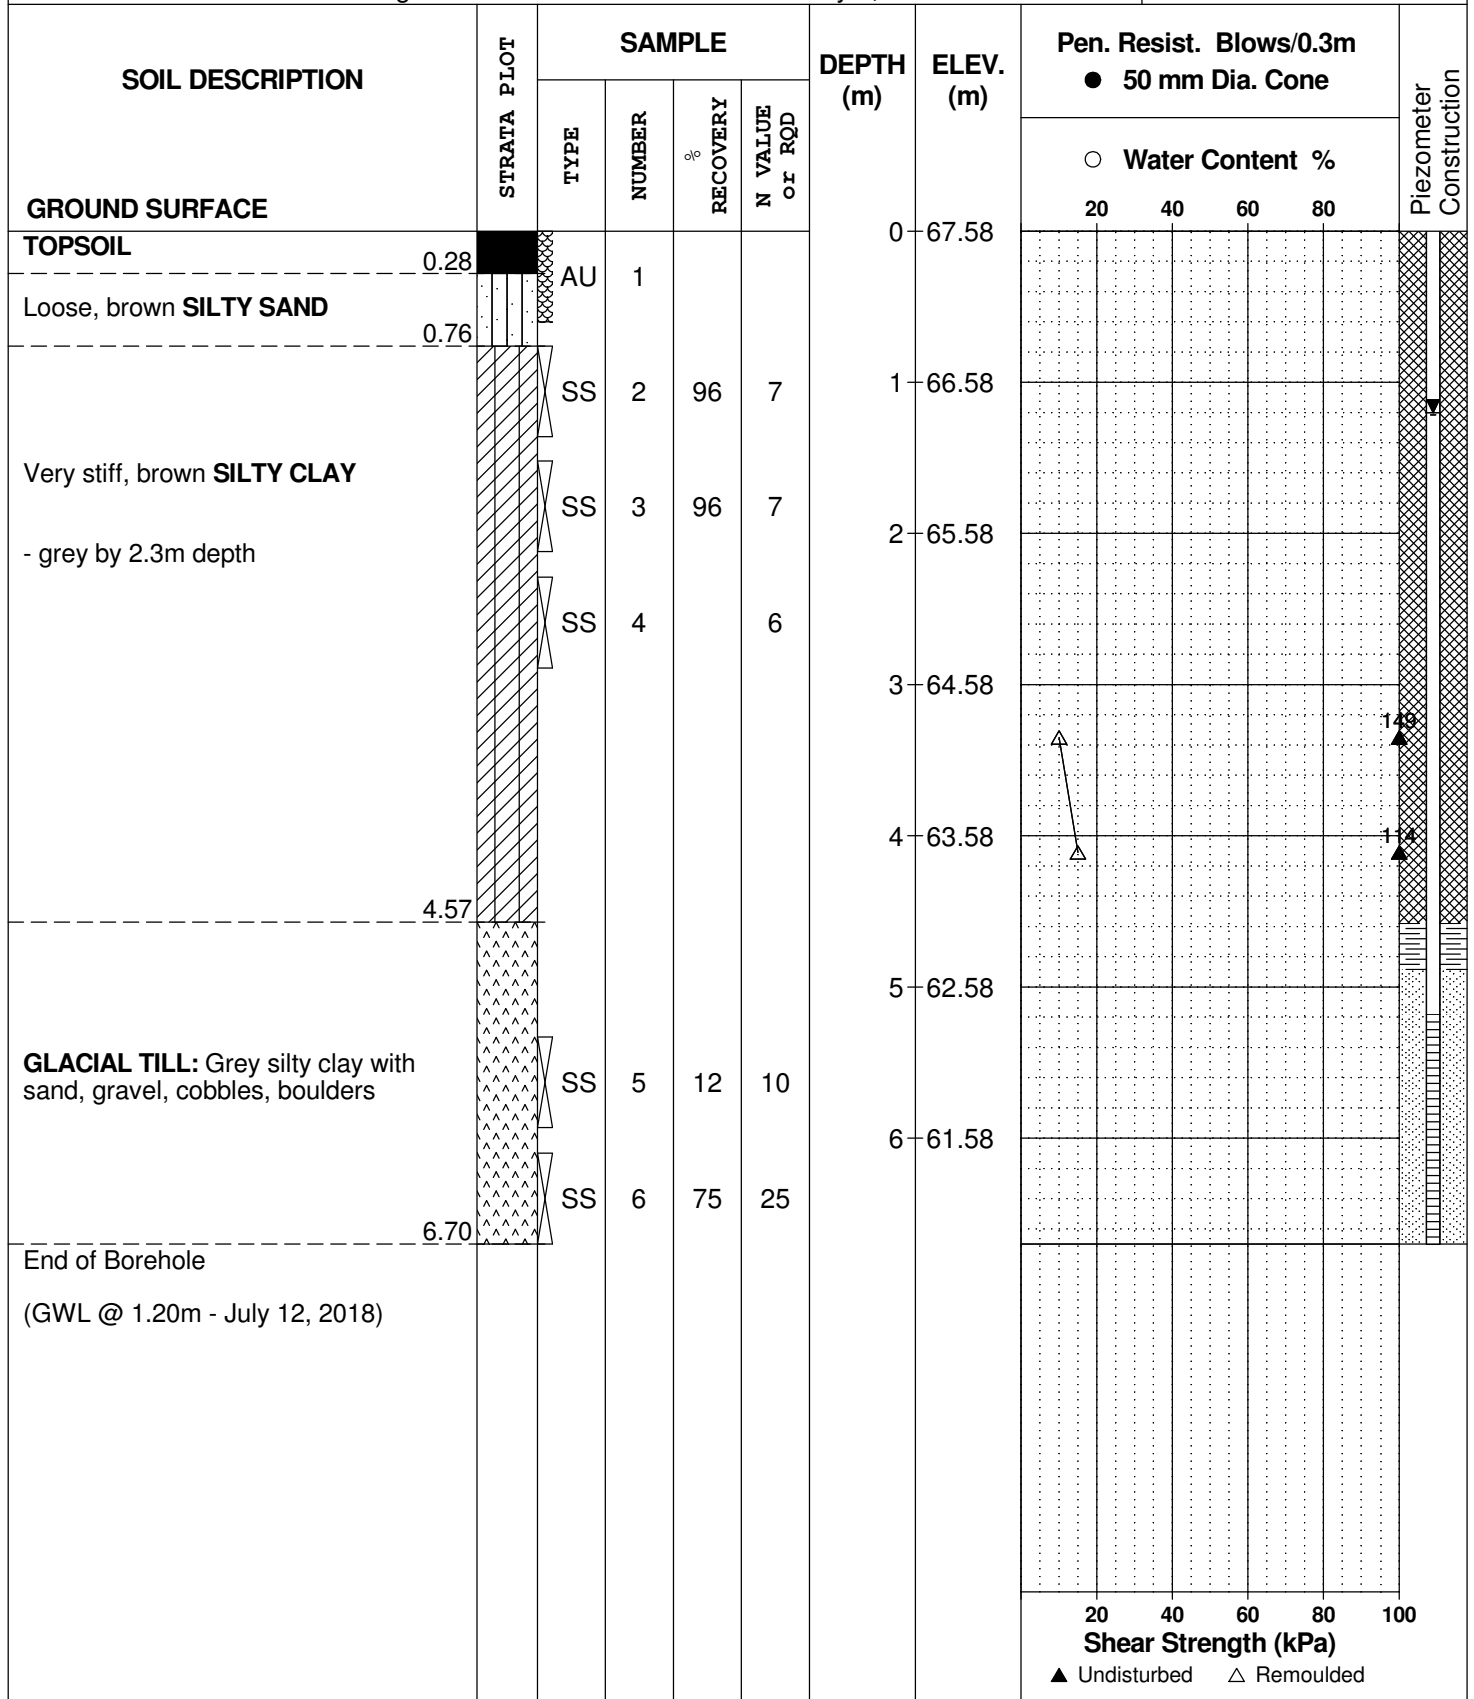 SOIL DESCRIPTION
GROUND SURFACE
STRATA PLOT
SAMPLE
TYPE
NUMBER
% RECOVERY
N VALUE or RQD
DEPTH (m)
ELEV. (m)
Pen. Resist. Blows/0.3m
● 50 mm Dia. Cone
○ Water Content %
20 40 60 80
Piezometer Construction
TOPSOIL
0.28
AU 1
0 67.58
Loose, brown SILTY SAND
0.76
SS 2 96 7
1 66.58
Very stiff, brown SILTY CLAY
SS 3 96 7
2 65.58
- grey by 2.3m depth
SS 4 6
3 64.58
149
4 63.58
114
4.57
5 62.58
GLACIAL TILL: Grey silty clay with
sand, gravel, cobbles, boulders
SS 5 12 10
6 61.58
SS 6 75 25
6.70
End of Borehole
(GWL @ 1.20m - July 12, 2018)
20 40 60 80 100
Shear Strength (kPa)
▲ Undisturbed △ Remoulded